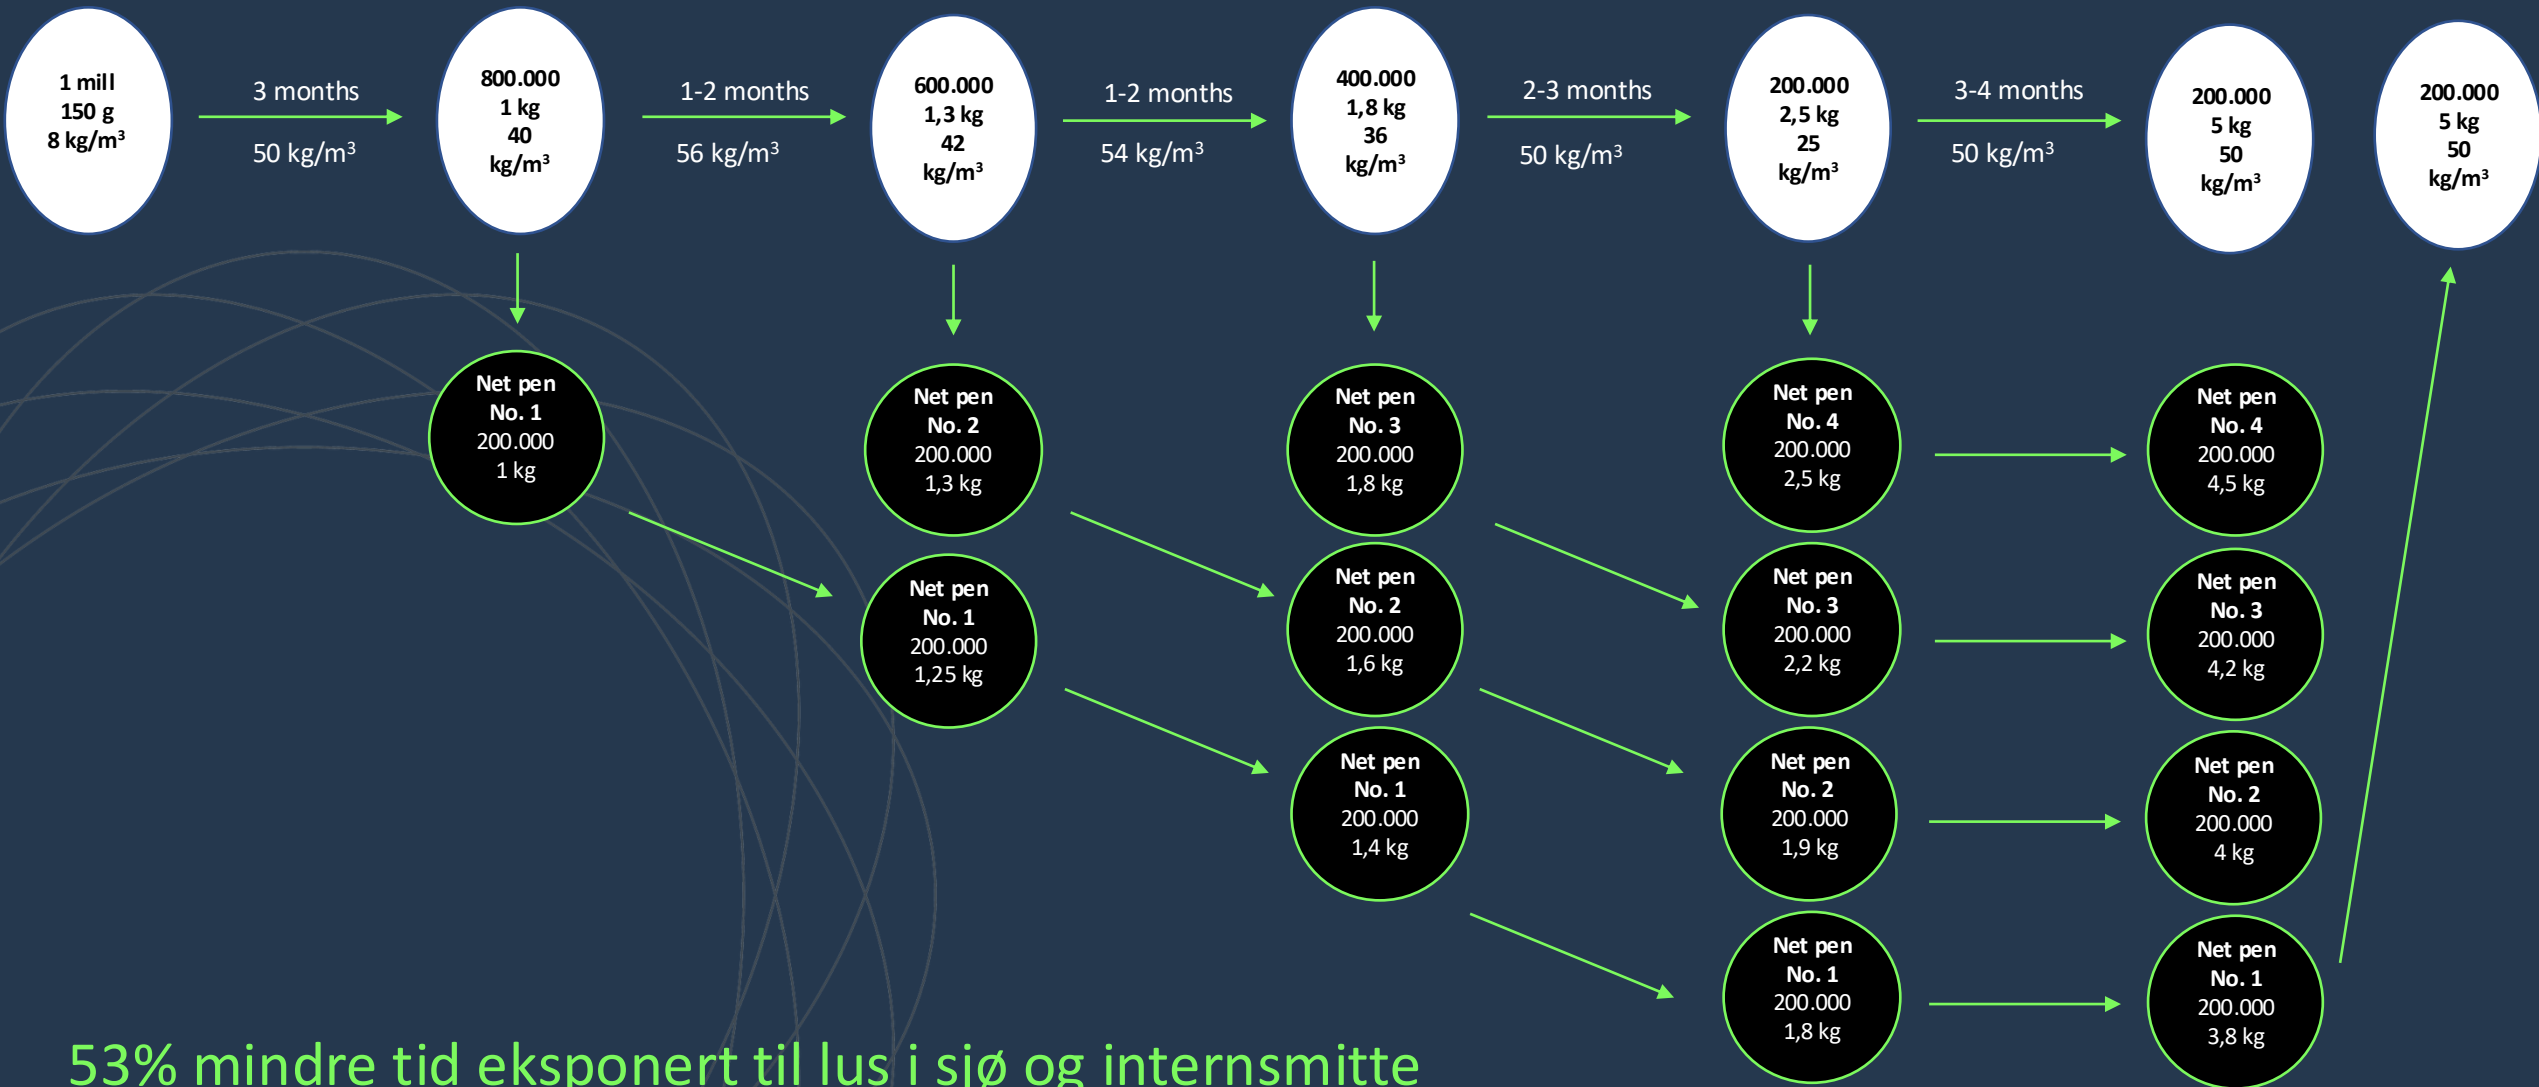 1 mill
150 g
8 kg/m³
3 months
50 kg/m³
800.000
1 kg
40
kg/m³
1-2 months
56 kg/m³
600.000
1,3 kg
42
kg/m³
1-2 months
54 kg/m³
400.000
1,8 kg
36
kg/m³
2-3 months
50 kg/m³
200.000
2,5 kg
25
kg/m³
3-4 months
50 kg/m³
200.000
5 kg
50
kg/m³
200.000
5 kg
50
kg/m³
Net pen
No. 1
200.000
1 kg
Net pen
No. 2
200.000
1,3 kg
Net pen
No. 3
200.000
1,8 kg
Net pen
No. 4
200.000
2,5 kg
Net pen
No. 4
200.000
4,5 kg
Net pen
No. 1
200.000
1,25 kg
Net pen
No. 2
200.000
1,6 kg
Net pen
No. 3
200.000
2,2 kg
Net pen
No. 3
200.000
4,2 kg
Net pen
No. 1
200.000
1,4 kg
Net pen
No. 2
200.000
1,9 kg
Net pen
No. 2
200.000
4 kg
Net pen
No. 1
200.000
1,8 kg
Net pen
No. 1
200.000
3,8 kg
53% mindre tid eksponert til lus i sjø og internsmitte